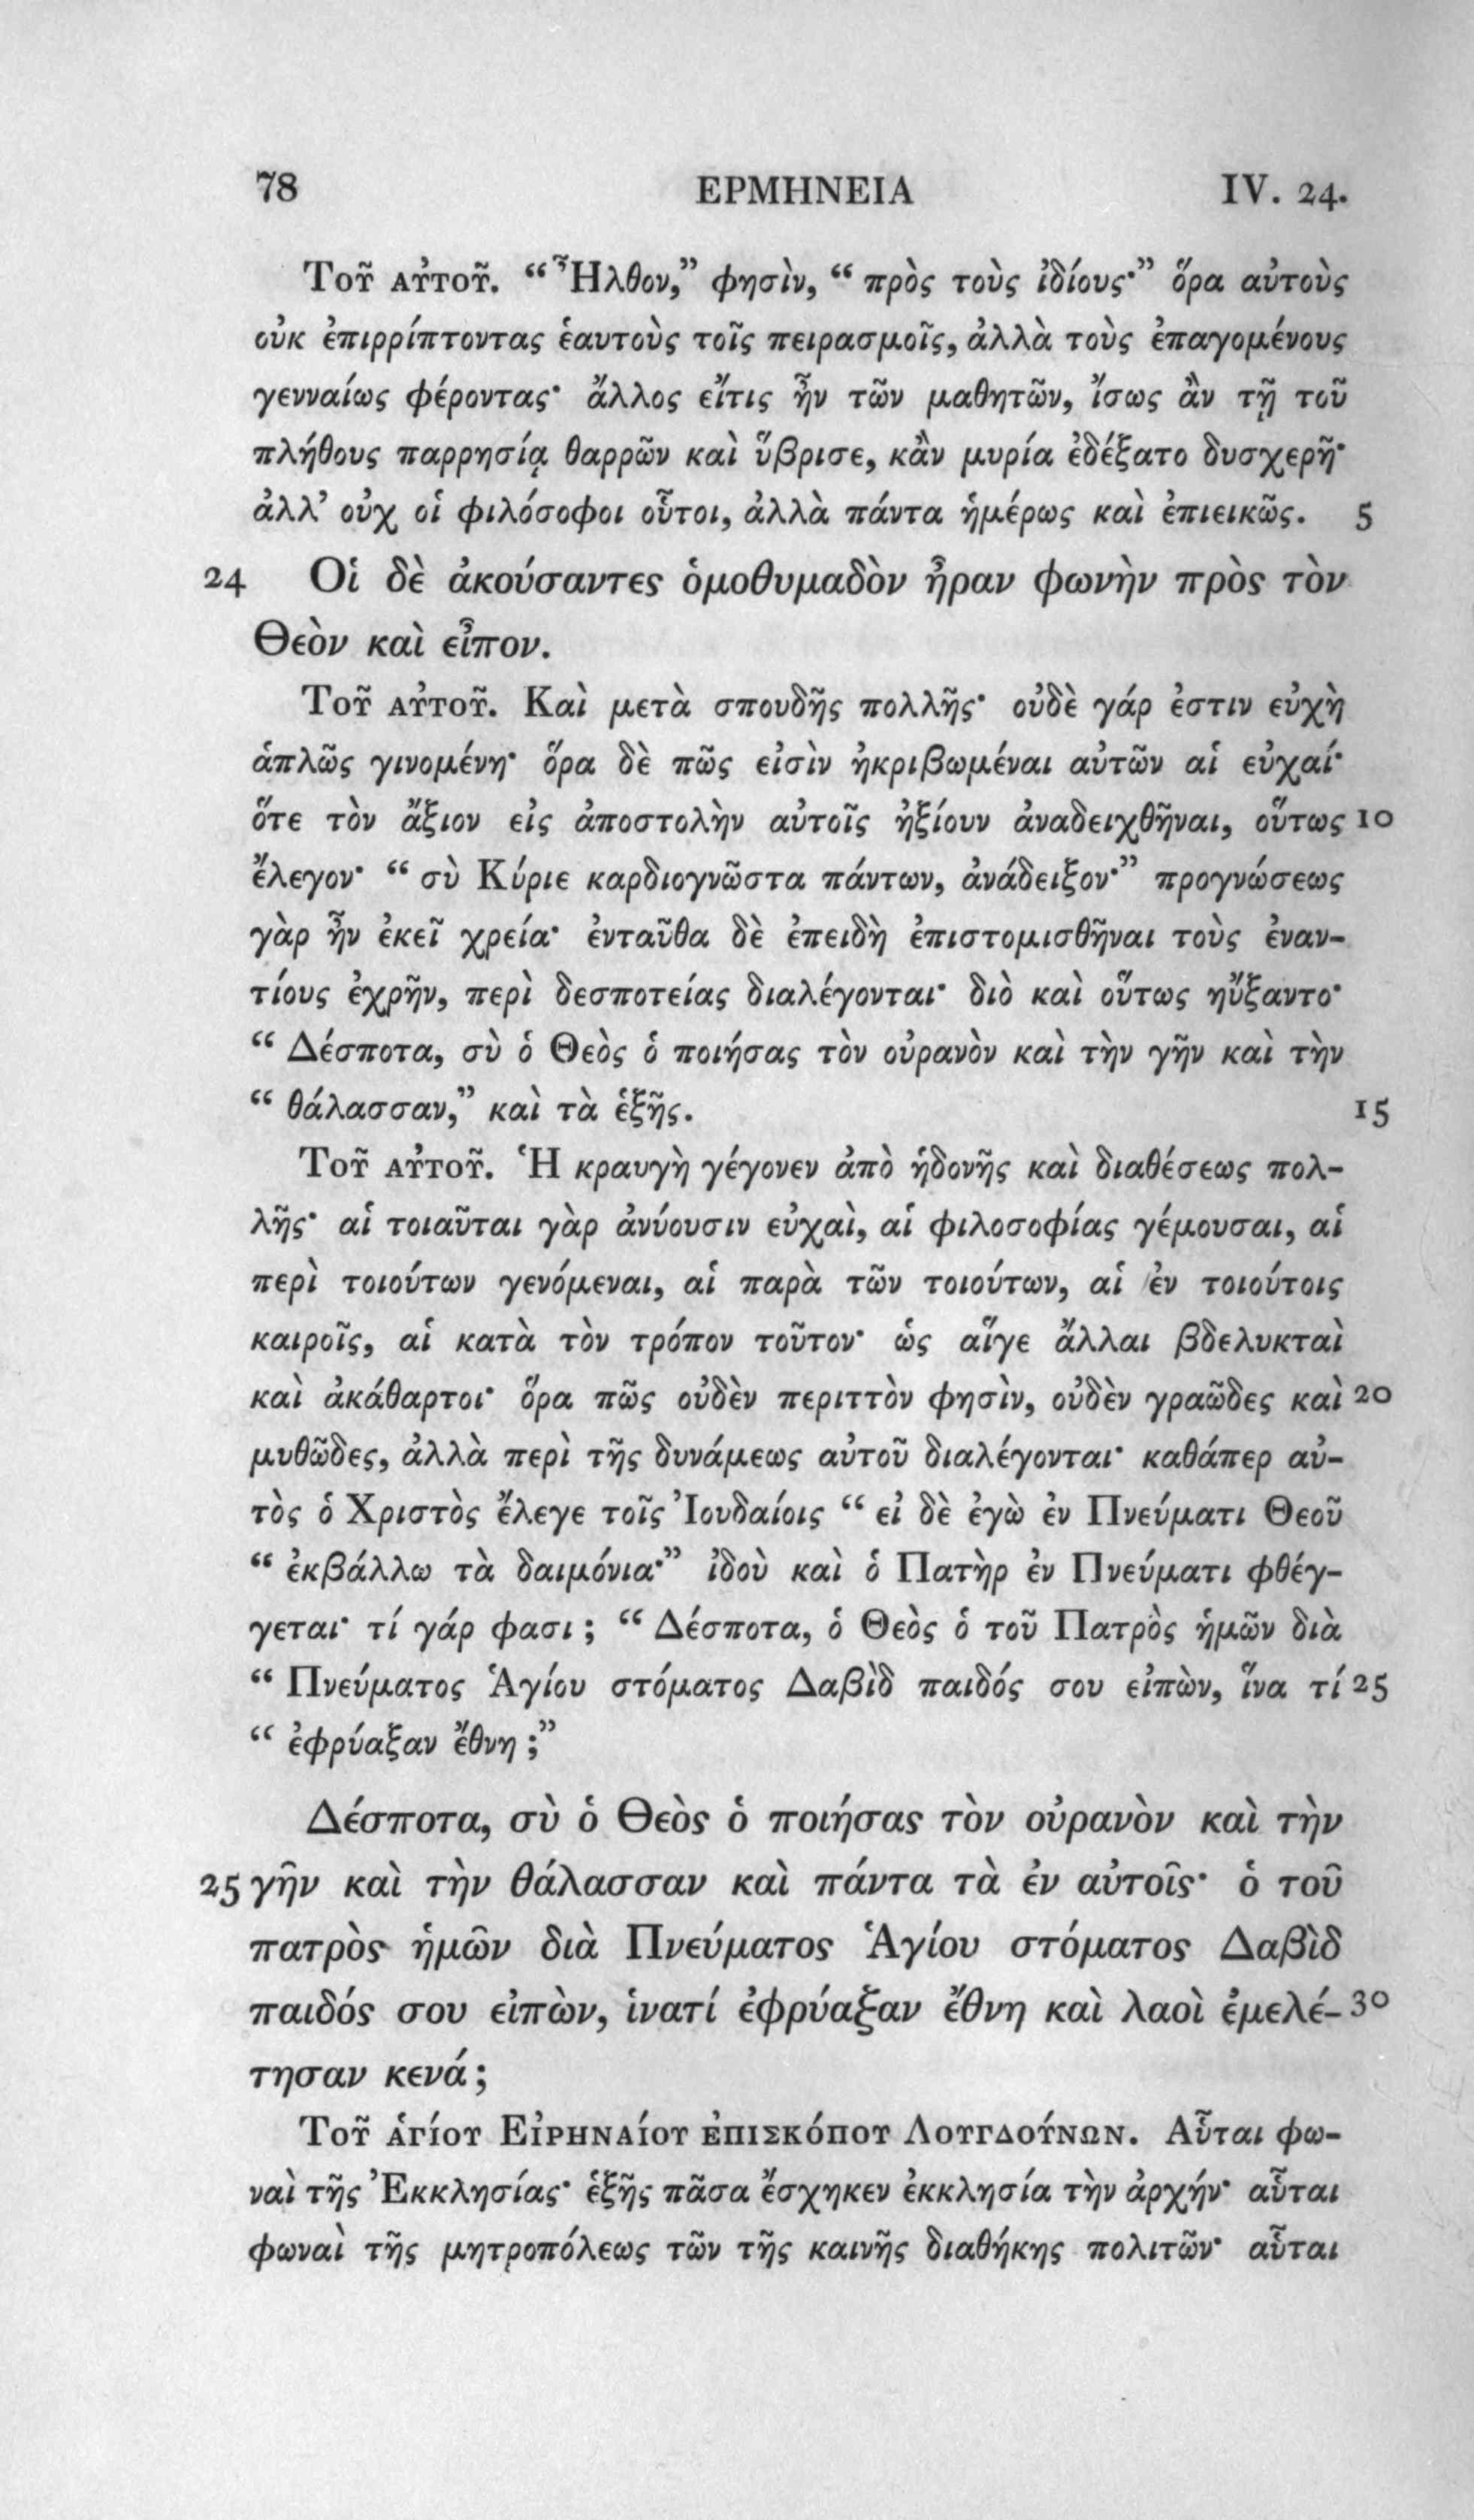 78 ΕΡΜΗΝΕΙΑ IV. 24.
Τοῦ αὐτοῦ. “Ἦλθον,” φησὶν, “ πρὸς τοὺς ἰδίους·” ὅρα αὐτοὺς
οὐκ ἐπιρρίπτοντας ἑαυτοὺς τοῖς πειρασμοῖς, ἀλλὰ τοὺς ἐπαγομένους
γενναίως φέροντας· ἄλλος εἴτις ἦν τῶν μαθητῶν, ἴσως ἂν τῇ τοῦ
πλήθους παρρησίᾳ θαρρῶν καὶ ὕβρισε, κἂν μυρία ἐδέξατο δυσχερῆ·
ἀλλ’ οὐχ οἱ φιλόσοφοι οὗτοι, ἀλλὰ πάντα ἡμέρως καὶ ἐπιεικῶς. 5
24 Οἱ δὲ ἀκούσαντες ὁμοθυμαδὸν ἦραν φωνὴν πρὸς τὸν
Θεὸν καὶ εἶπον.
Τοῦ αὐτοῦ. Καὶ μετὰ σπουδῆς πολλῆς· οὐδὲ γάρ ἐστιν εὐχὴ
ἁπλῶς γινομένη· ὅρα δὲ πῶς εἰσὶν ἠκριβωμέναι αὐτῶν αἱ εὐχαί·
ὅτε τὸν ἄξιον εἰς ἀποστολὴν αὐτοῖς ἠξίουν ἀναδειχθῆναι, οὕτως 10
ἔλεγον· “ σὺ Κύριε καρδιογνῶστα πάντων, ἀνάδειξον·” προγνώσεως
γὰρ ἦν ἐκεῖ χρεία· ἐνταῦθα δὲ ἐπειδὴ ἐπιστομισθῆναι τοὺς ἐναν-
τίους ἐχρῆν, περὶ δεσποτείας διαλέγονται· διὸ καὶ οὕτως ηὔξαντο·
“ Δέσποτα, σὺ ὁ Θεὸς ὁ ποιήσας τὸν οὐρανὸν καὶ τὴν γῆν καὶ τὴν
“ θάλασσαν,” καὶ τὰ ἑξῆς. 15
Τοῦ αὐτοῦ. Ἡ κραυγὴ γέγονεν ἀπὸ ἡδονῆς καὶ διαθέσεως πολ-
λῆς· αἱ τοιαῦται γὰρ ἀνύουσιν εὐχαὶ, αἱ φιλοσοφίας γέμουσαι, αἱ
περὶ τοιούτων γενόμεναι, αἱ παρὰ τῶν τοιούτων, αἱ ἐν τοιούτοις
καιροῖς, αἱ κατὰ τὸν τρόπον τοῦτον· ὡς αἵγε ἄλλαι βδελυκταὶ
καὶ ἀκάθαρτοι· ὅρα πῶς οὐδὲν περιττὸν φησὶν, οὐδὲν γραῶδες καὶ 20
μυθῶδες, ἀλλὰ περὶ τῆς δυνάμεως αὐτοῦ διαλέγονται· καθάπερ αὐ-
τὸς ὁ Χριστὸς ἔλεγε τοῖς Ἰουδαίοις “ εἰ δὲ ἐγὼ ἐν Πνεύματι Θεοῦ
“ ἐκβάλλω τὰ δαιμόνια·” ἰδοὺ καὶ ὁ Πατὴρ ἐν Πνεύματι φθέγ-
γεται· τί γάρ φασι ; “ Δέσποτα, ὁ Θεὸς ὁ τοῦ Πατρὸς ἡμῶν διὰ
“ Πνεύματος Ἁγίου στόματος Δαβὶδ παιδός σου εἰπὼν, ἵνα τί 25
“ ἐφρύαξαν ἔθνη ;”
Δέσποτα, σὺ ὁ Θεὸς ὁ ποιήσας τὸν οὐρανὸν καὶ τὴν
25 γῆν καὶ τὴν θάλασσαν καὶ πάντα τὰ ἐν αὐτοῖς· ὁ τοῦ
πατρὸς ἡμῶν διὰ Πνεύματος Ἁγίου στόματος Δαβὶδ
παιδός σου εἰπὼν, ἱνατί ἐφρύαξαν ἔθνη καὶ λαοὶ ἐμελέ- 30
τησαν κενά ;
Τοῦ ἁγίου Εἰρηναίου ἐπισκόπου Λουγδούνων. Αὗται φω-
ναὶ τῆς Ἐκκλησίας· ἑξῆς πᾶσα ἔσχηκεν ἐκκλησία τὴν ἀρχήν· αὗται
φωναὶ τῆς μητροπόλεως τῶν τῆς καινῆς διαθήκης πολιτῶν· αὗται